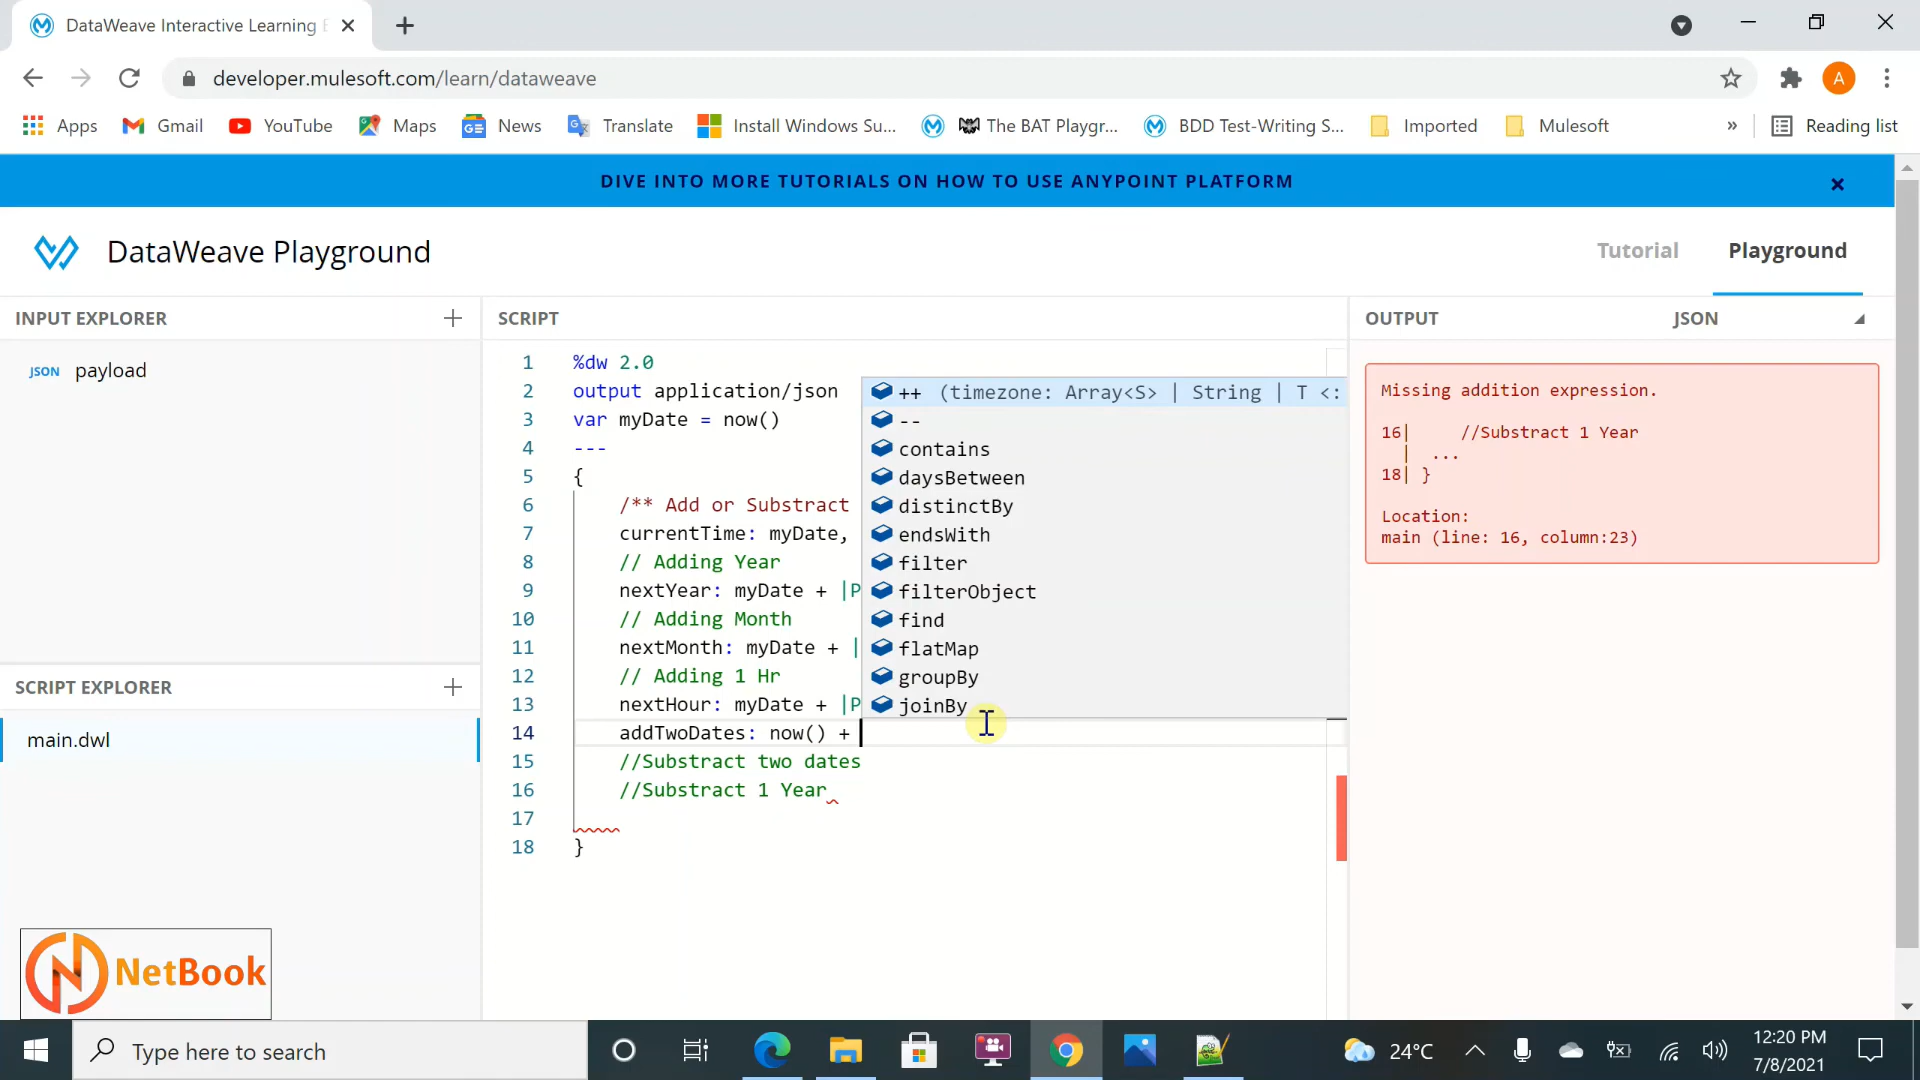 DataWeave Interactive Learning E
developer.mulesoft.com/learn/dataweave
A
Apps
Gmail
YouTube
Maps
News
Translate
Install Windows Su...
The BAT Playgr...
BDD Test-Writing S...
Imported
Mulesoft
»
Reading list
DIVE INTO MORE TUTORIALS ON HOW TO USE ANYPOINT PLATFORM
DataWeave Playground
Tutorial
Playground
INPUT EXPLORER
SCRIPT
OUTPUT
JSON
JSON payload
SCRIPT EXPLORER
main.dwl
1 %dw 2.0
2 output application/json
3 var myDate = now()
4 ---
5 {
6 /** Add or Substract
7 currentTime: myDate,
8 // Adding Year
9 nextYear: myDate + |P
10 // Adding Month
11 nextMonth: myDate + |
12 // Adding 1 Hr
13 nextHour: myDate + |P
14 addTwoDates: now() +
15 //Substract two dates
16 //Substract 1 Year
17
18 }
++ (timezone: Array<S> | String | T <:
--
contains
daysBetween
distinctBy
endsWith
filter
filterObject
find
flatMap
groupBy
joinBy
Missing addition expression.
16| //Substract 1 Year
| ...
18| }
Location:
main (line: 16, column:23)
NetBook
Type here to search
24°C
12:20 PM
7/8/2021